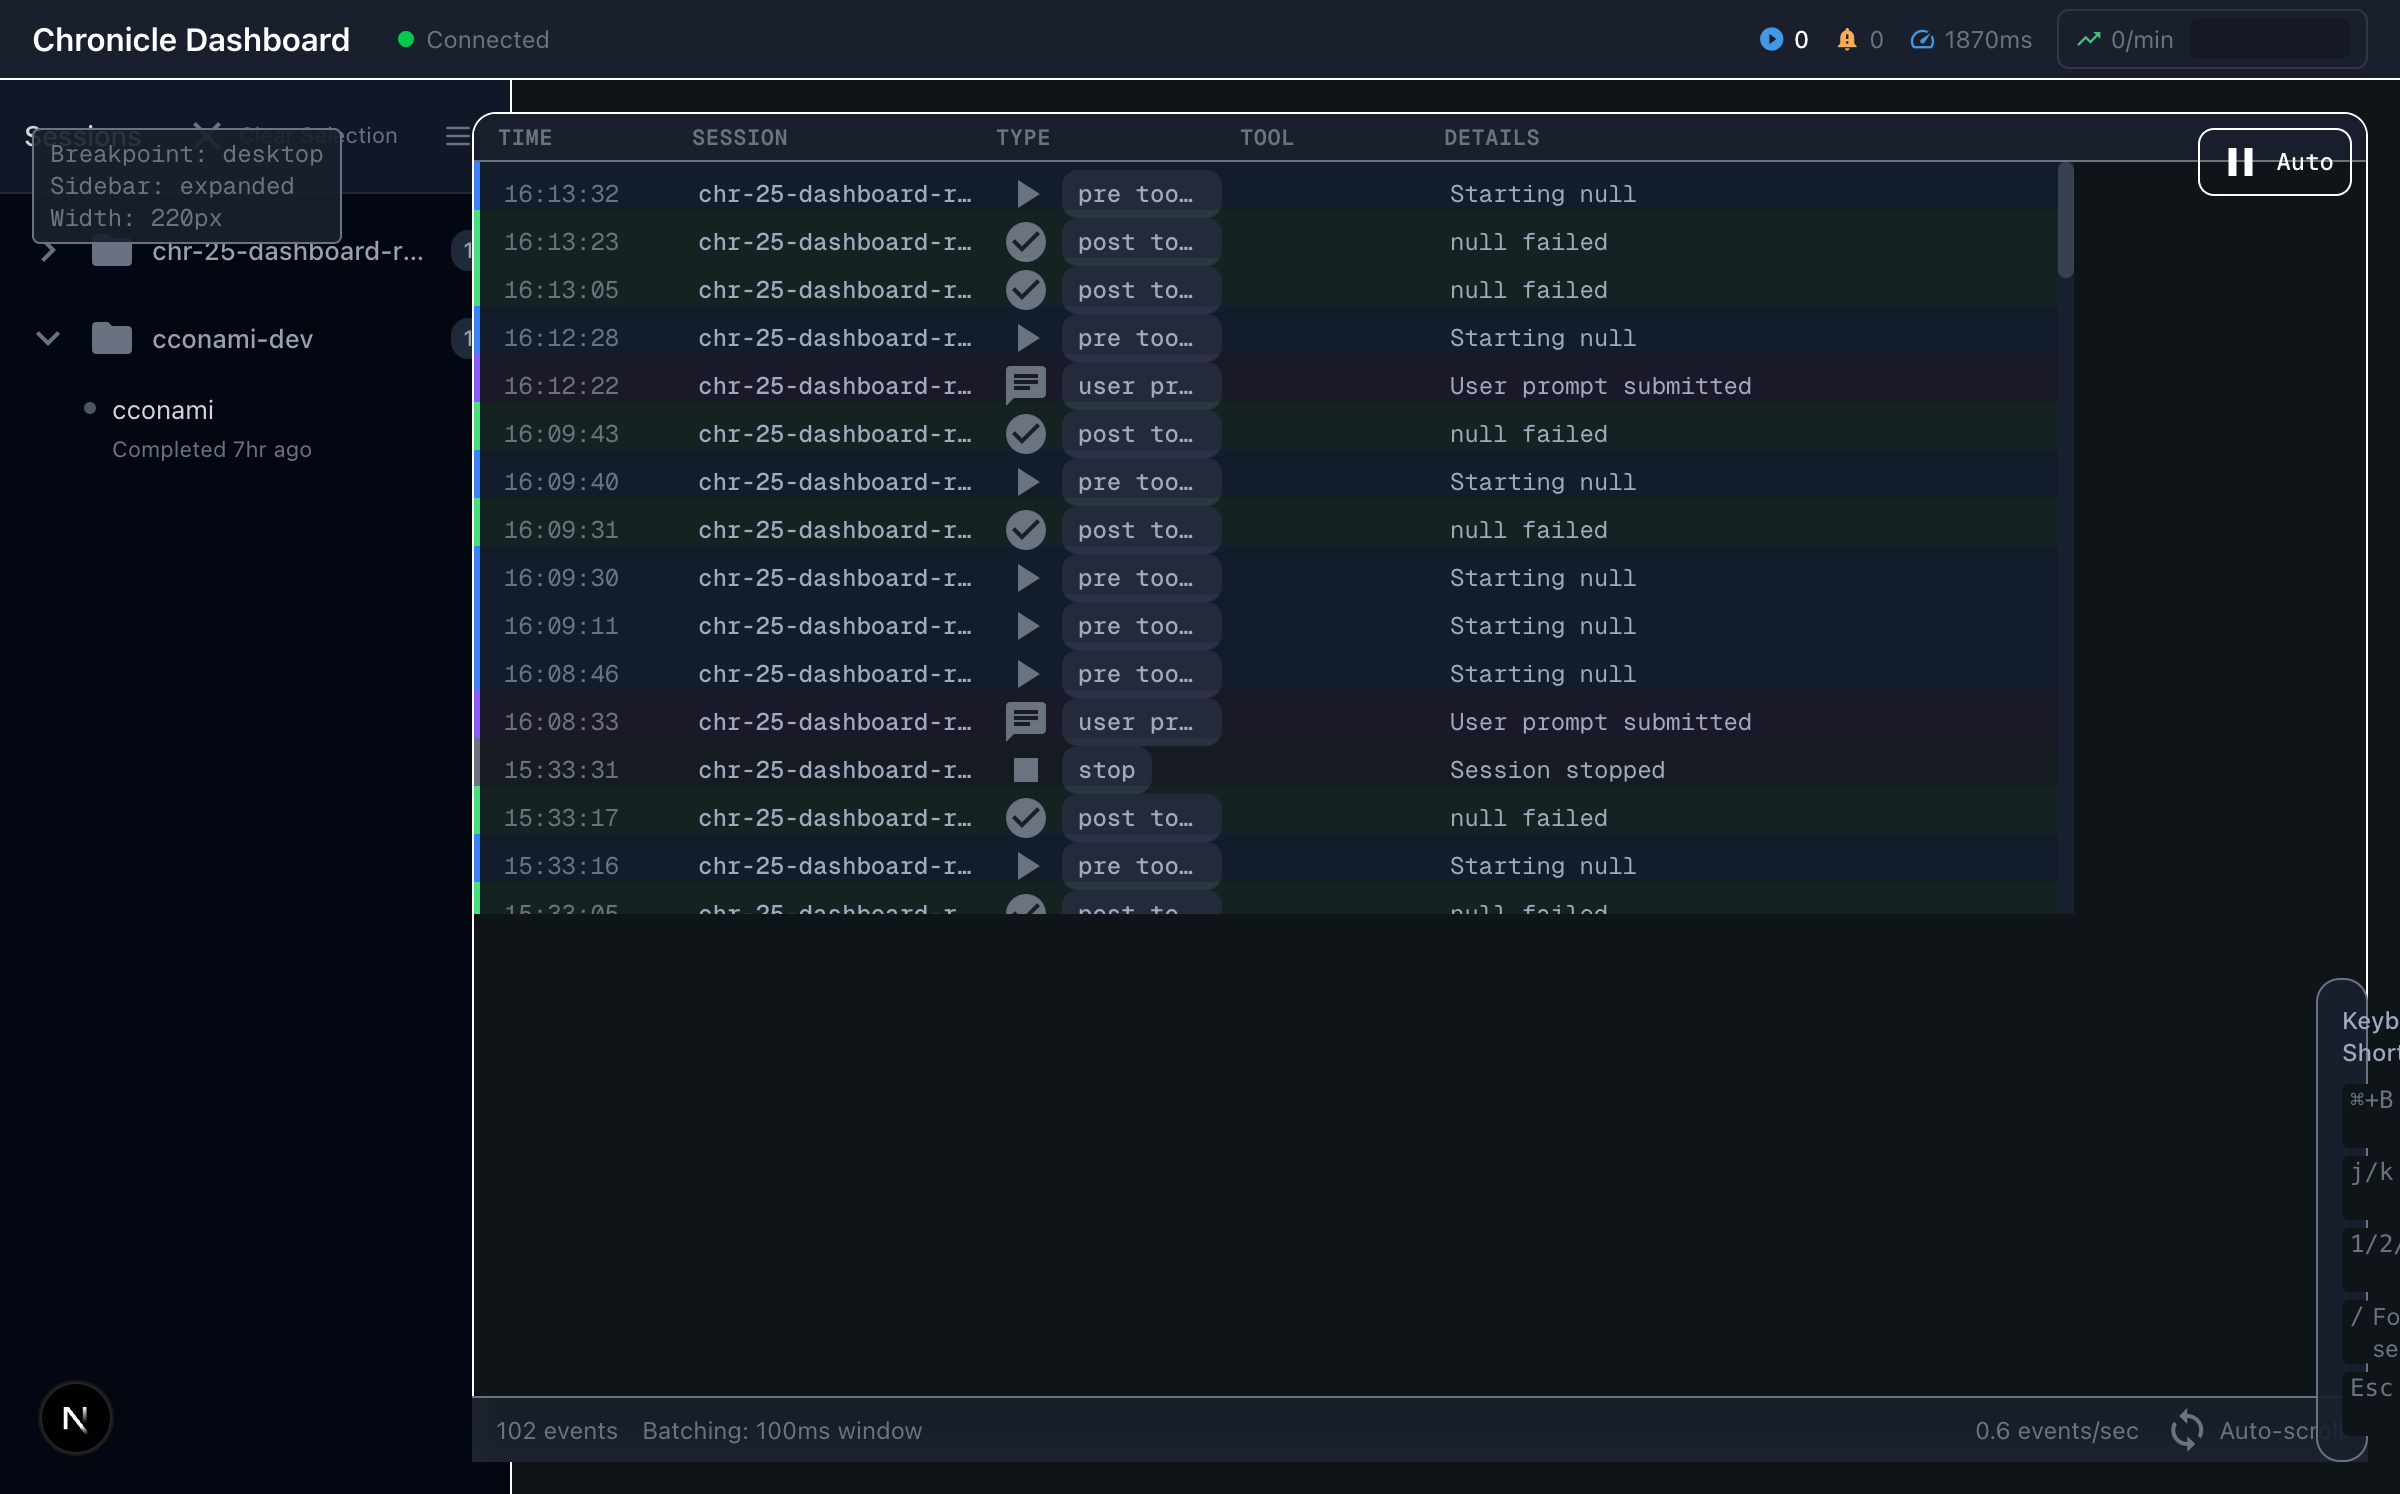 Chronicle Dashboard
Connected
0
0
1870ms
0/min
Sessions
Clear Selection
Breakpoint: desktop
Sidebar: expanded
Width: 220px
chr-25-dashboard-r...
1
cconami-dev
1
cconami
Completed 7hr ago
TIME SESSION TYPE TOOL DETAILS
Auto
16:13:32 chr-25-dashboard-r… pre too… Starting null
16:13:23 chr-25-dashboard-r… post to… null failed
16:13:05 chr-25-dashboard-r… post to… null failed
16:12:28 chr-25-dashboard-r… pre too… Starting null
16:12:22 chr-25-dashboard-r… user pr… User prompt submitted
16:09:43 chr-25-dashboard-r… post to… null failed
16:09:40 chr-25-dashboard-r… pre too… Starting null
16:09:31 chr-25-dashboard-r… post to… null failed
16:09:30 chr-25-dashboard-r… pre too… Starting null
16:09:11 chr-25-dashboard-r… pre too… Starting null
16:08:46 chr-25-dashboard-r… pre too… Starting null
16:08:33 chr-25-dashboard-r… user pr… User prompt submitted
15:33:31 chr-25-dashboard-r… stop Session stopped
15:33:17 chr-25-dashboard-r… post to… null failed
15:33:16 chr-25-dashboard-r… pre too… Starting null
15:33:05 chr-25-dashboard-r… post to… null failed
Keyb
Short
⌘+B
j/k
1/2/
/ Fo
se
Esc
N
102 events Batching: 100ms window
0.6 events/sec Auto-scroll